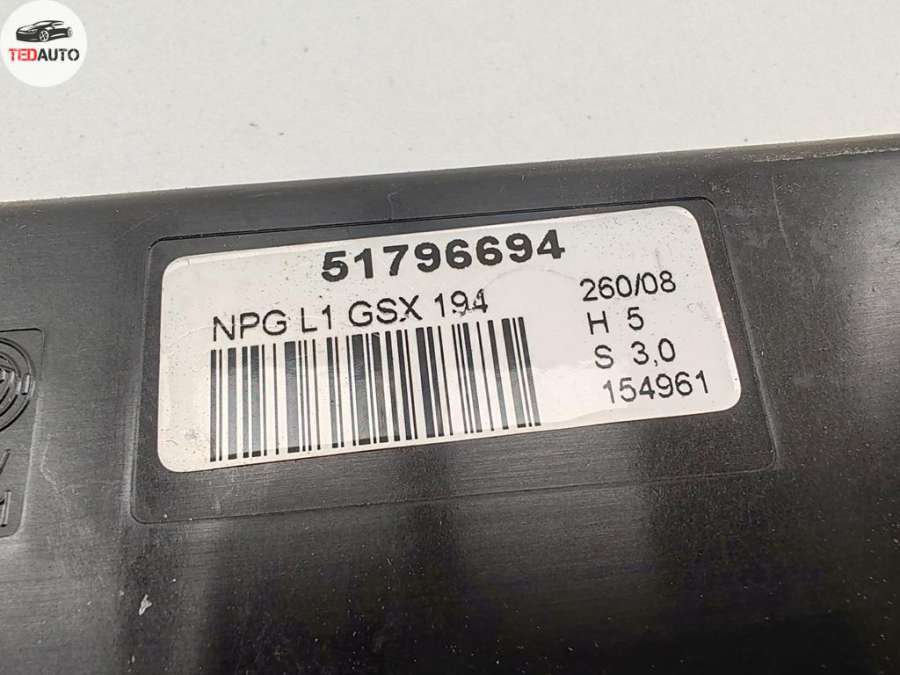 TEDAUTO
51796694
NPG L1 GSX 194
260/08
H 5
S 3,0
154961